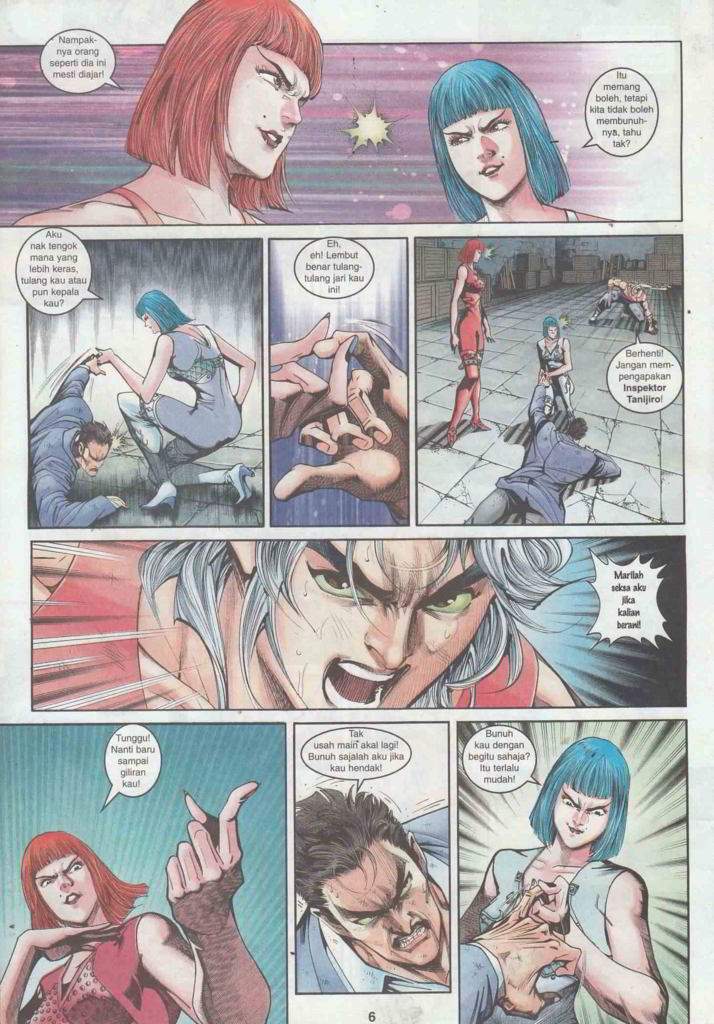 Nampak-
nya orang
seperti dia ini
mesti diajar!
Itu
memang
boleh, tetapi
kita tidak boleh
membunuh-
nya, tahu
tak?
Aku
nak tengok
mana yang
lebih keras,
tulang kau atau
pun kepala
kau?
Eh,
eh! Lembut
benar tulang-
tulang jari kau
ini!
Berhenti!
Jangan mem-
pengapakan
Inspektor
Tanijiro!
Marilah
seksa aku
jika
kalian
berani!
Tunggu!
Nanti baru
sampai
giliran
kau!
Tak
usah main akal lagi!
Bunuh sajalah aku jika
kau hendak!
Bunuh
kau dengan
begitu sahaja?
Itu terlalu
mudah!
6